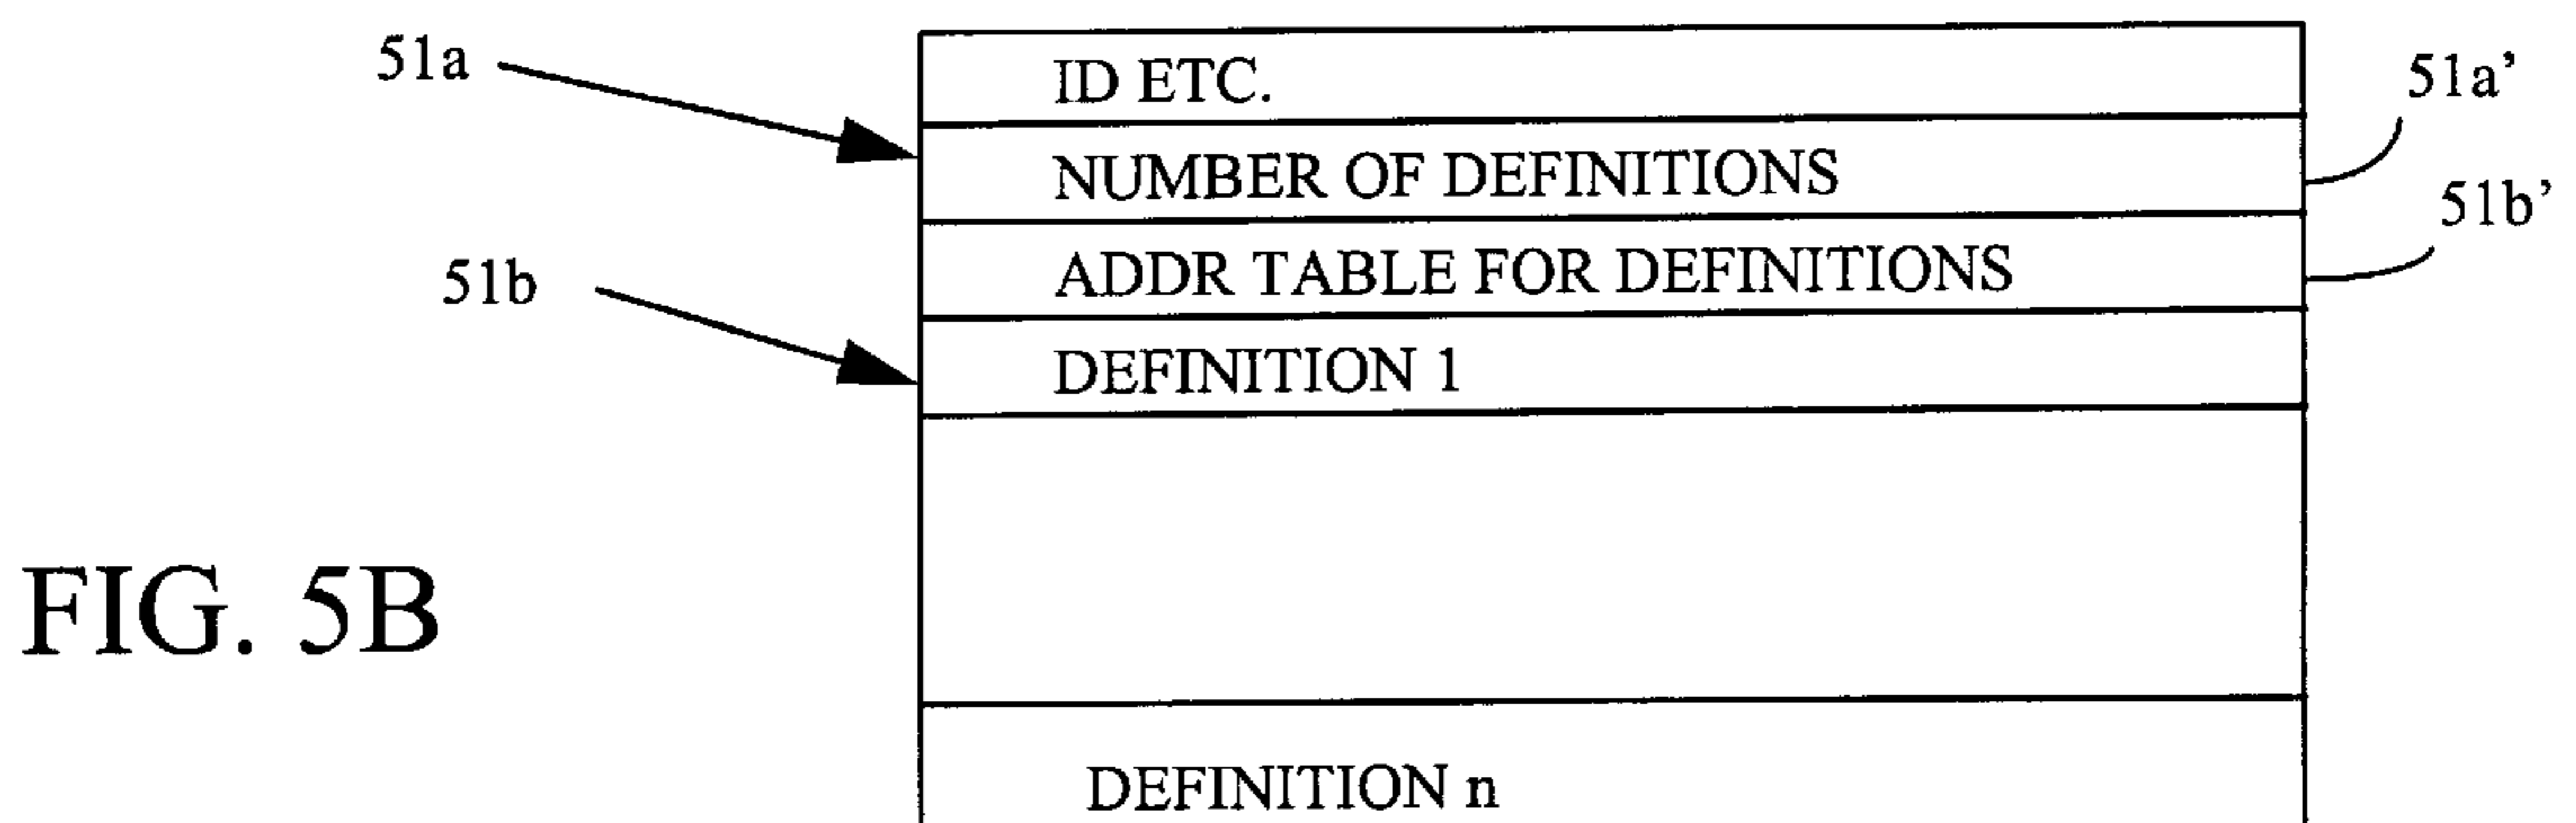 51a
ID ETC.
51a’
NUMBER OF DEFINITIONS
51b’
51b
ADDR TABLE FOR DEFINITIONS
DEFINITION 1
FIG. 5B
DEFINITION n